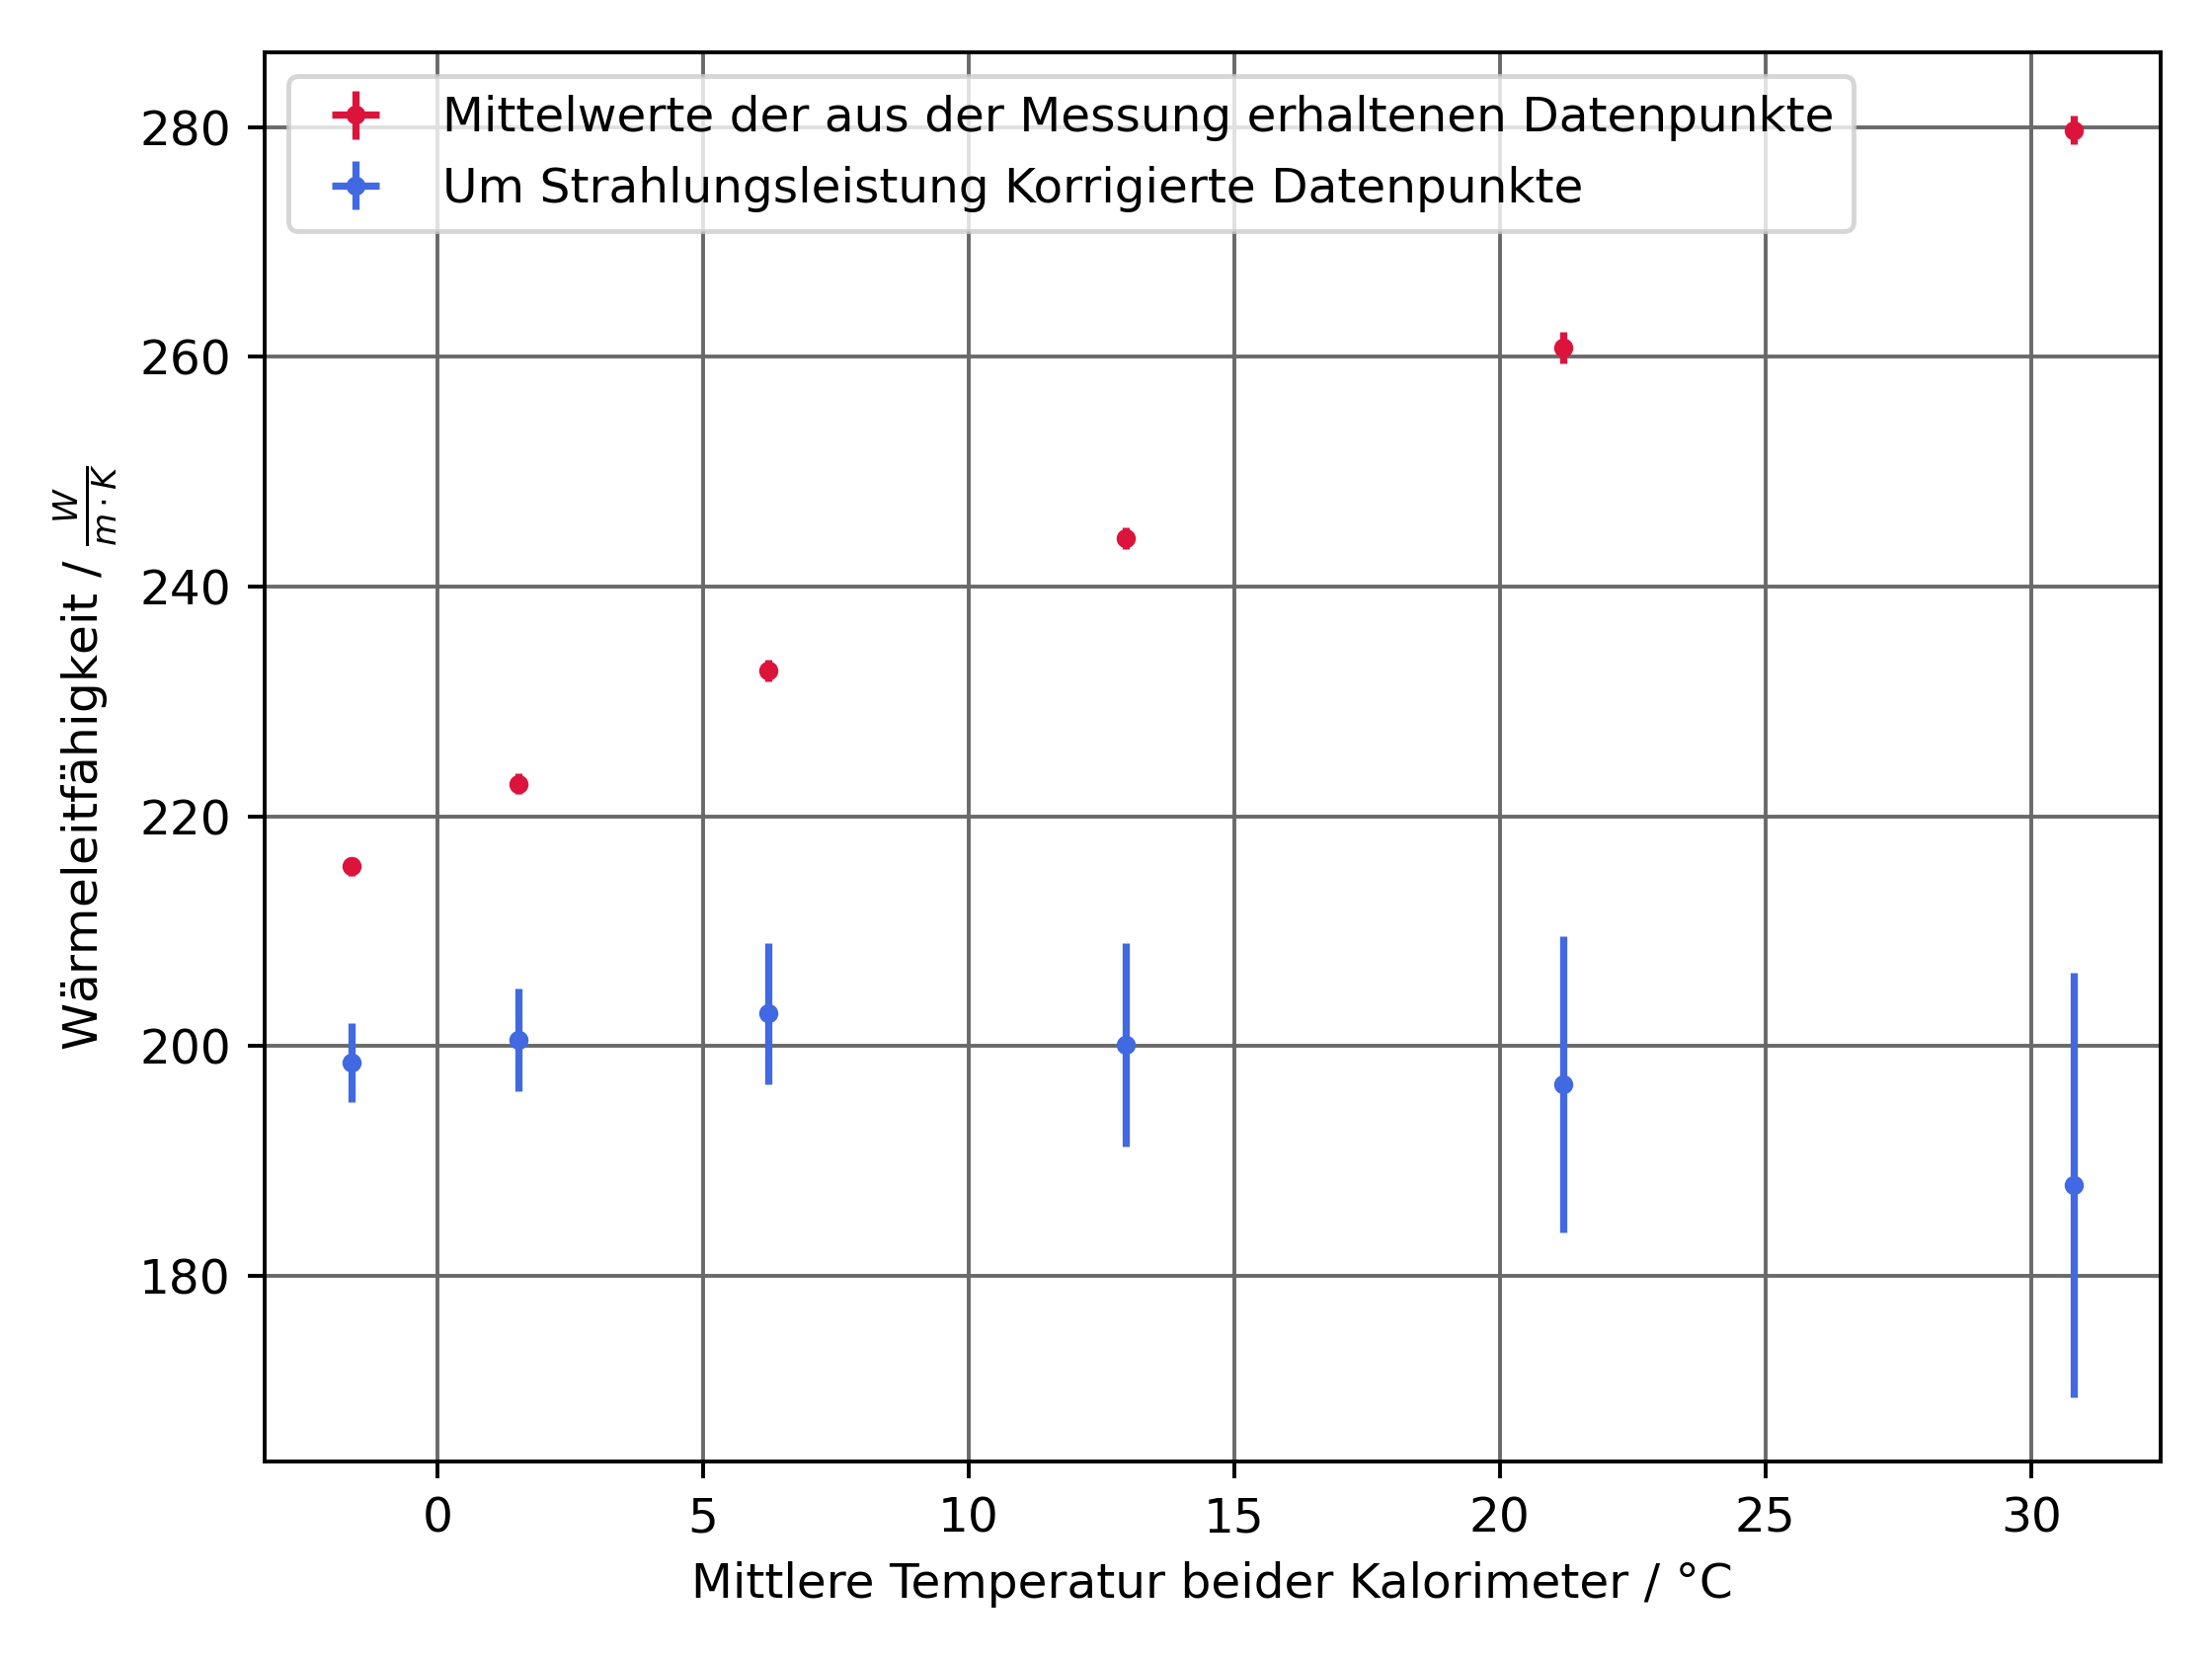 Mittelwerte der aus der Messung erhaltenen Datenpunkte
Um Strahlungsleistung Korrigierte Datenpunkte
280
260
240
220
200
180
Wärmeleitfähigkeit / W/m·K
0 5 10 15 20 25 30
Mittlere Temperatur beider Kalorimeter / °C